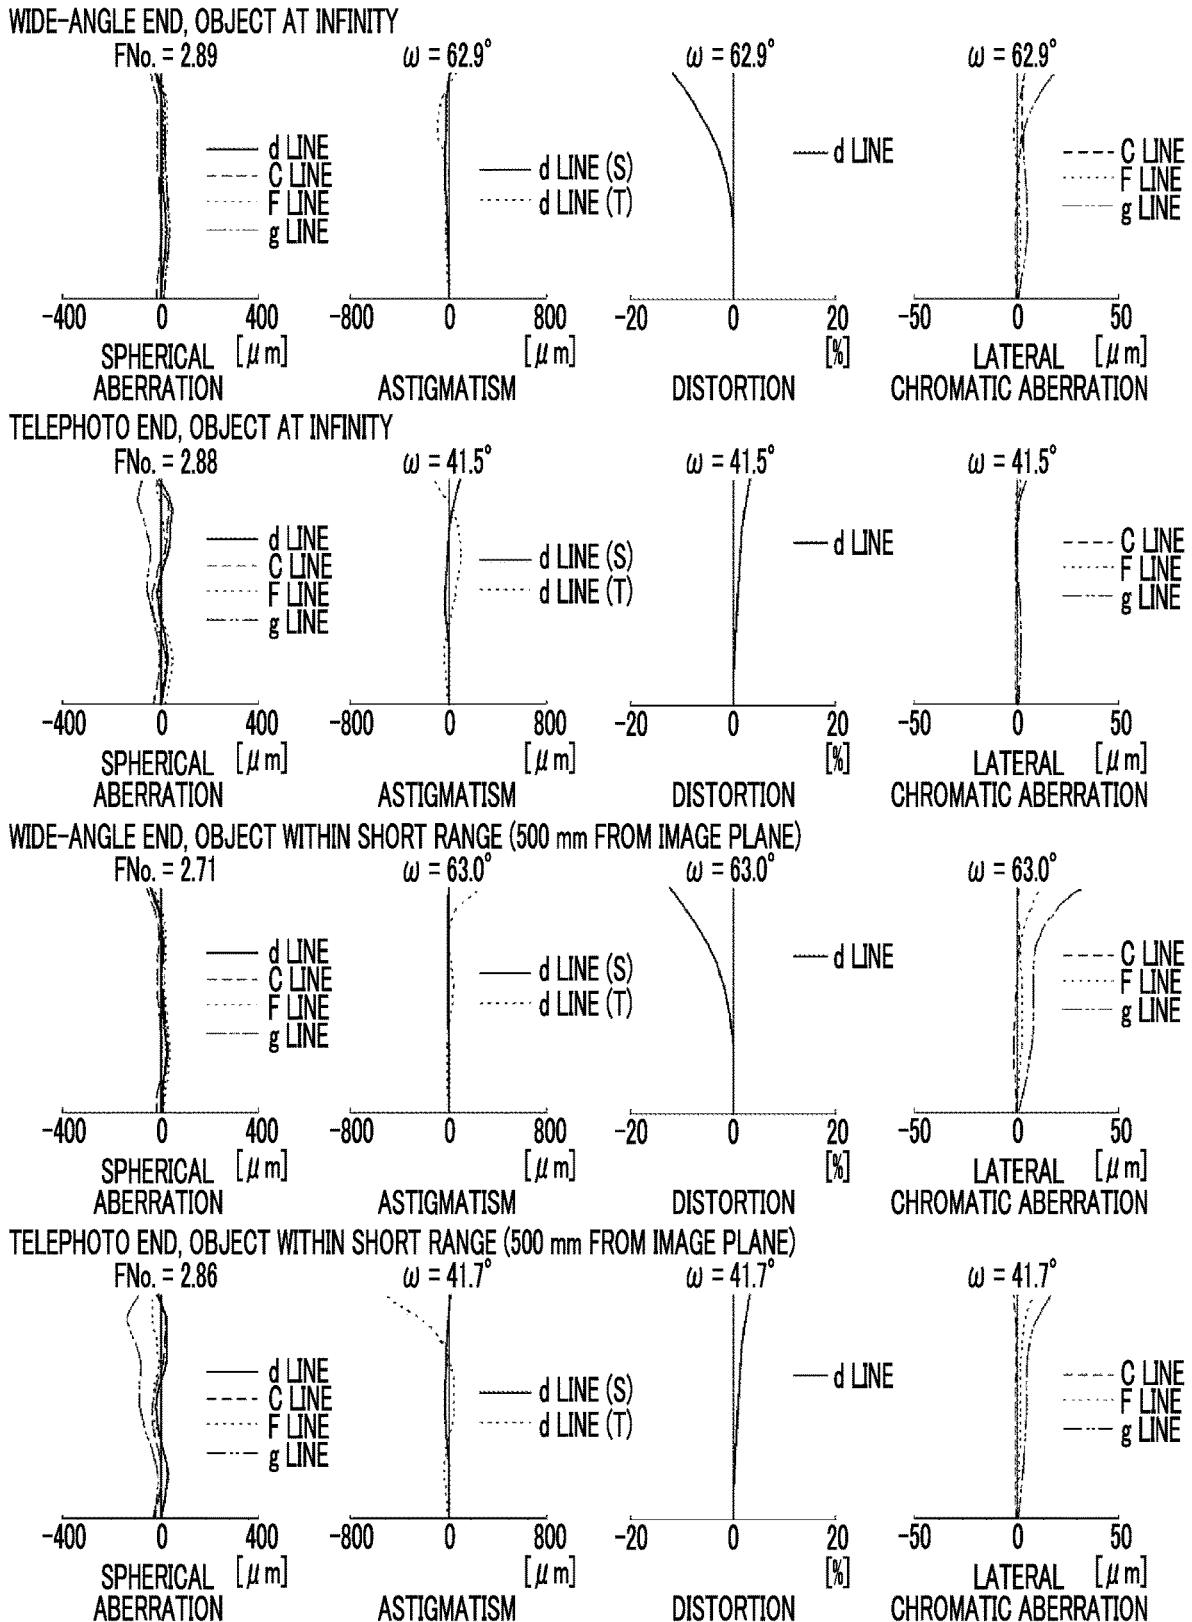 WIDE-ANGLE END, OBJECT AT INFINITY
FNo. = 2.89
ω = 62.9°
ω = 62.9°
ω = 62.9°
d LINE
C LINE
F LINE
g LINE
d LINE (S)
d LINE (T)
d LINE
C LINE
F LINE
g LINE
-400 0 400
-800 0 800
-20 0 20
-50 0 50
SPHERICAL ABERRATION [μm]
ASTIGMATISM [μm]
DISTORTION [%]
LATERAL CHROMATIC ABERRATION [μm]
TELEPHOTO END, OBJECT AT INFINITY
FNo. = 2.88
ω = 41.5°
ω = 41.5°
ω = 41.5°
d LINE
C LINE
F LINE
g LINE
d LINE (S)
d LINE (T)
d LINE
C LINE
F LINE
g LINE
-400 0 400
-800 0 800
-20 0 20
-50 0 50
SPHERICAL ABERRATION [μm]
ASTIGMATISM [μm]
DISTORTION [%]
LATERAL CHROMATIC ABERRATION [μm]
WIDE-ANGLE END, OBJECT WITHIN SHORT RANGE (500 mm FROM IMAGE PLANE)
FNo. = 2.71
ω = 63.0°
ω = 63.0°
ω = 63.0°
d LINE
C LINE
F LINE
g LINE
d LINE (S)
d LINE (T)
d LINE
C LINE
F LINE
g LINE
-400 0 400
-800 0 800
-20 0 20
-50 0 50
SPHERICAL ABERRATION [μm]
ASTIGMATISM [μm]
DISTORTION [%]
LATERAL CHROMATIC ABERRATION [μm]
TELEPHOTO END, OBJECT WITHIN SHORT RANGE (500 mm FROM IMAGE PLANE)
FNo. = 2.86
ω = 41.7°
ω = 41.7°
ω = 41.7°
d LINE
C LINE
F LINE
g LINE
d LINE (S)
d LINE (T)
d LINE
C LINE
F LINE
g LINE
-400 0 400
-800 0 800
-20 0 20
-50 0 50
SPHERICAL ABERRATION [μm]
ASTIGMATISM [μm]
DISTORTION [%]
LATERAL CHROMATIC ABERRATION [μm]